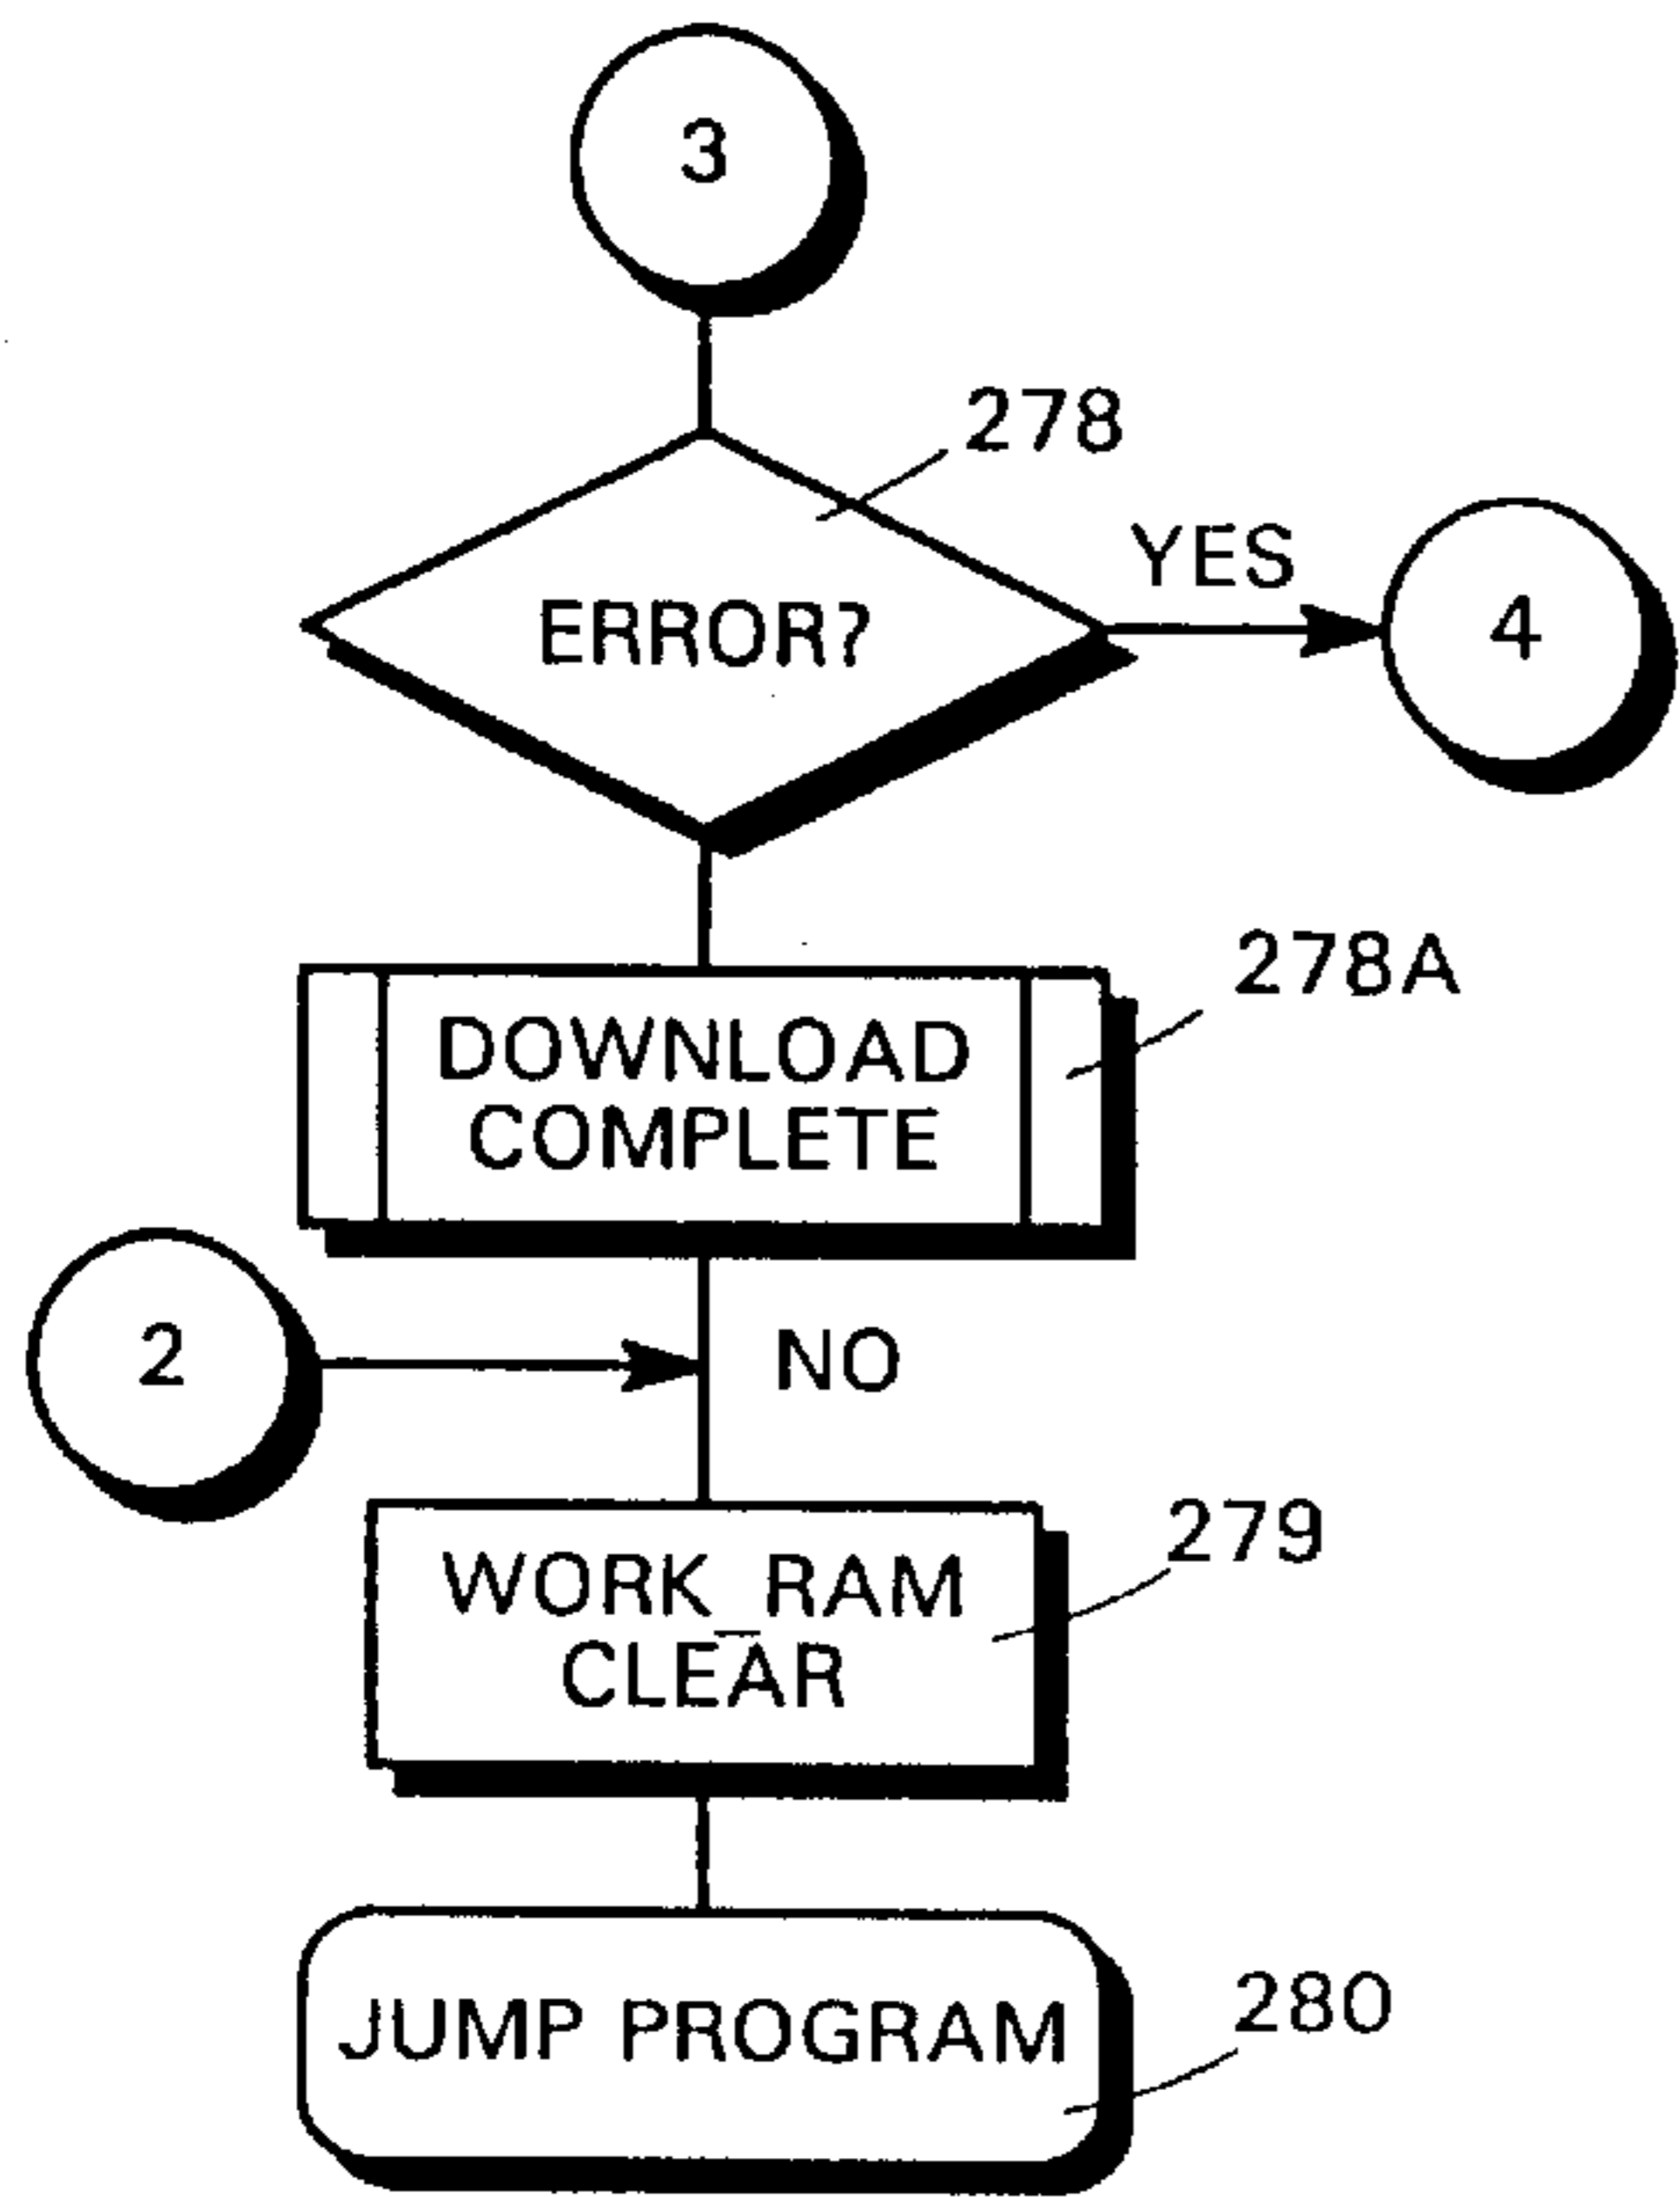 3
278
YES
ERROR?
4
278A
DOWNLOAD
COMPLETE
2
NO
279
WORK_RAM
CLEAR
280
JUMP PROGRAM